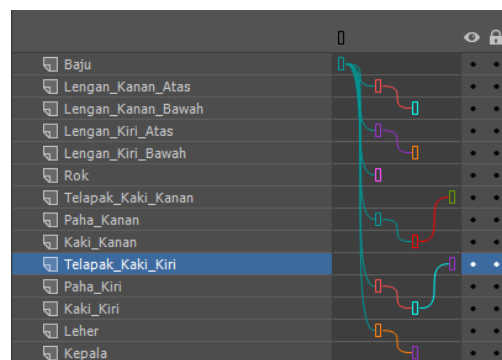 Baju
Lengan_Kanan_Atas
Lengan_Kanan_Bawah
Lengan_Kiri_Atas
Lengan_Kiri_Bawah
Rok
Telapak_Kaki_Kanan
Paha_Kanan
Kaki_Kanan
Telapak_Kaki_Kiri
Paha_Kiri
Kaki_Kiri
Leher
Kepala